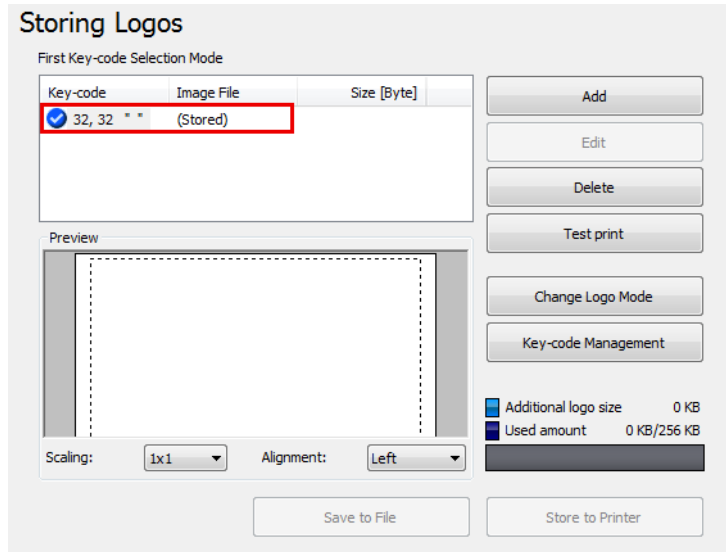 Storing Logos
First Key-code Selection Mode
Key-code Image File Size [Byte]
32, 32 " " (Stored)
Add
Edit
Delete
Test print
Preview
Change Logo Mode
Key-code Management
Additional logo size 0 KB
Used amount 0 KB/256 KB
Scaling: 1x1 Alignment: Left
Save to File Store to Printer